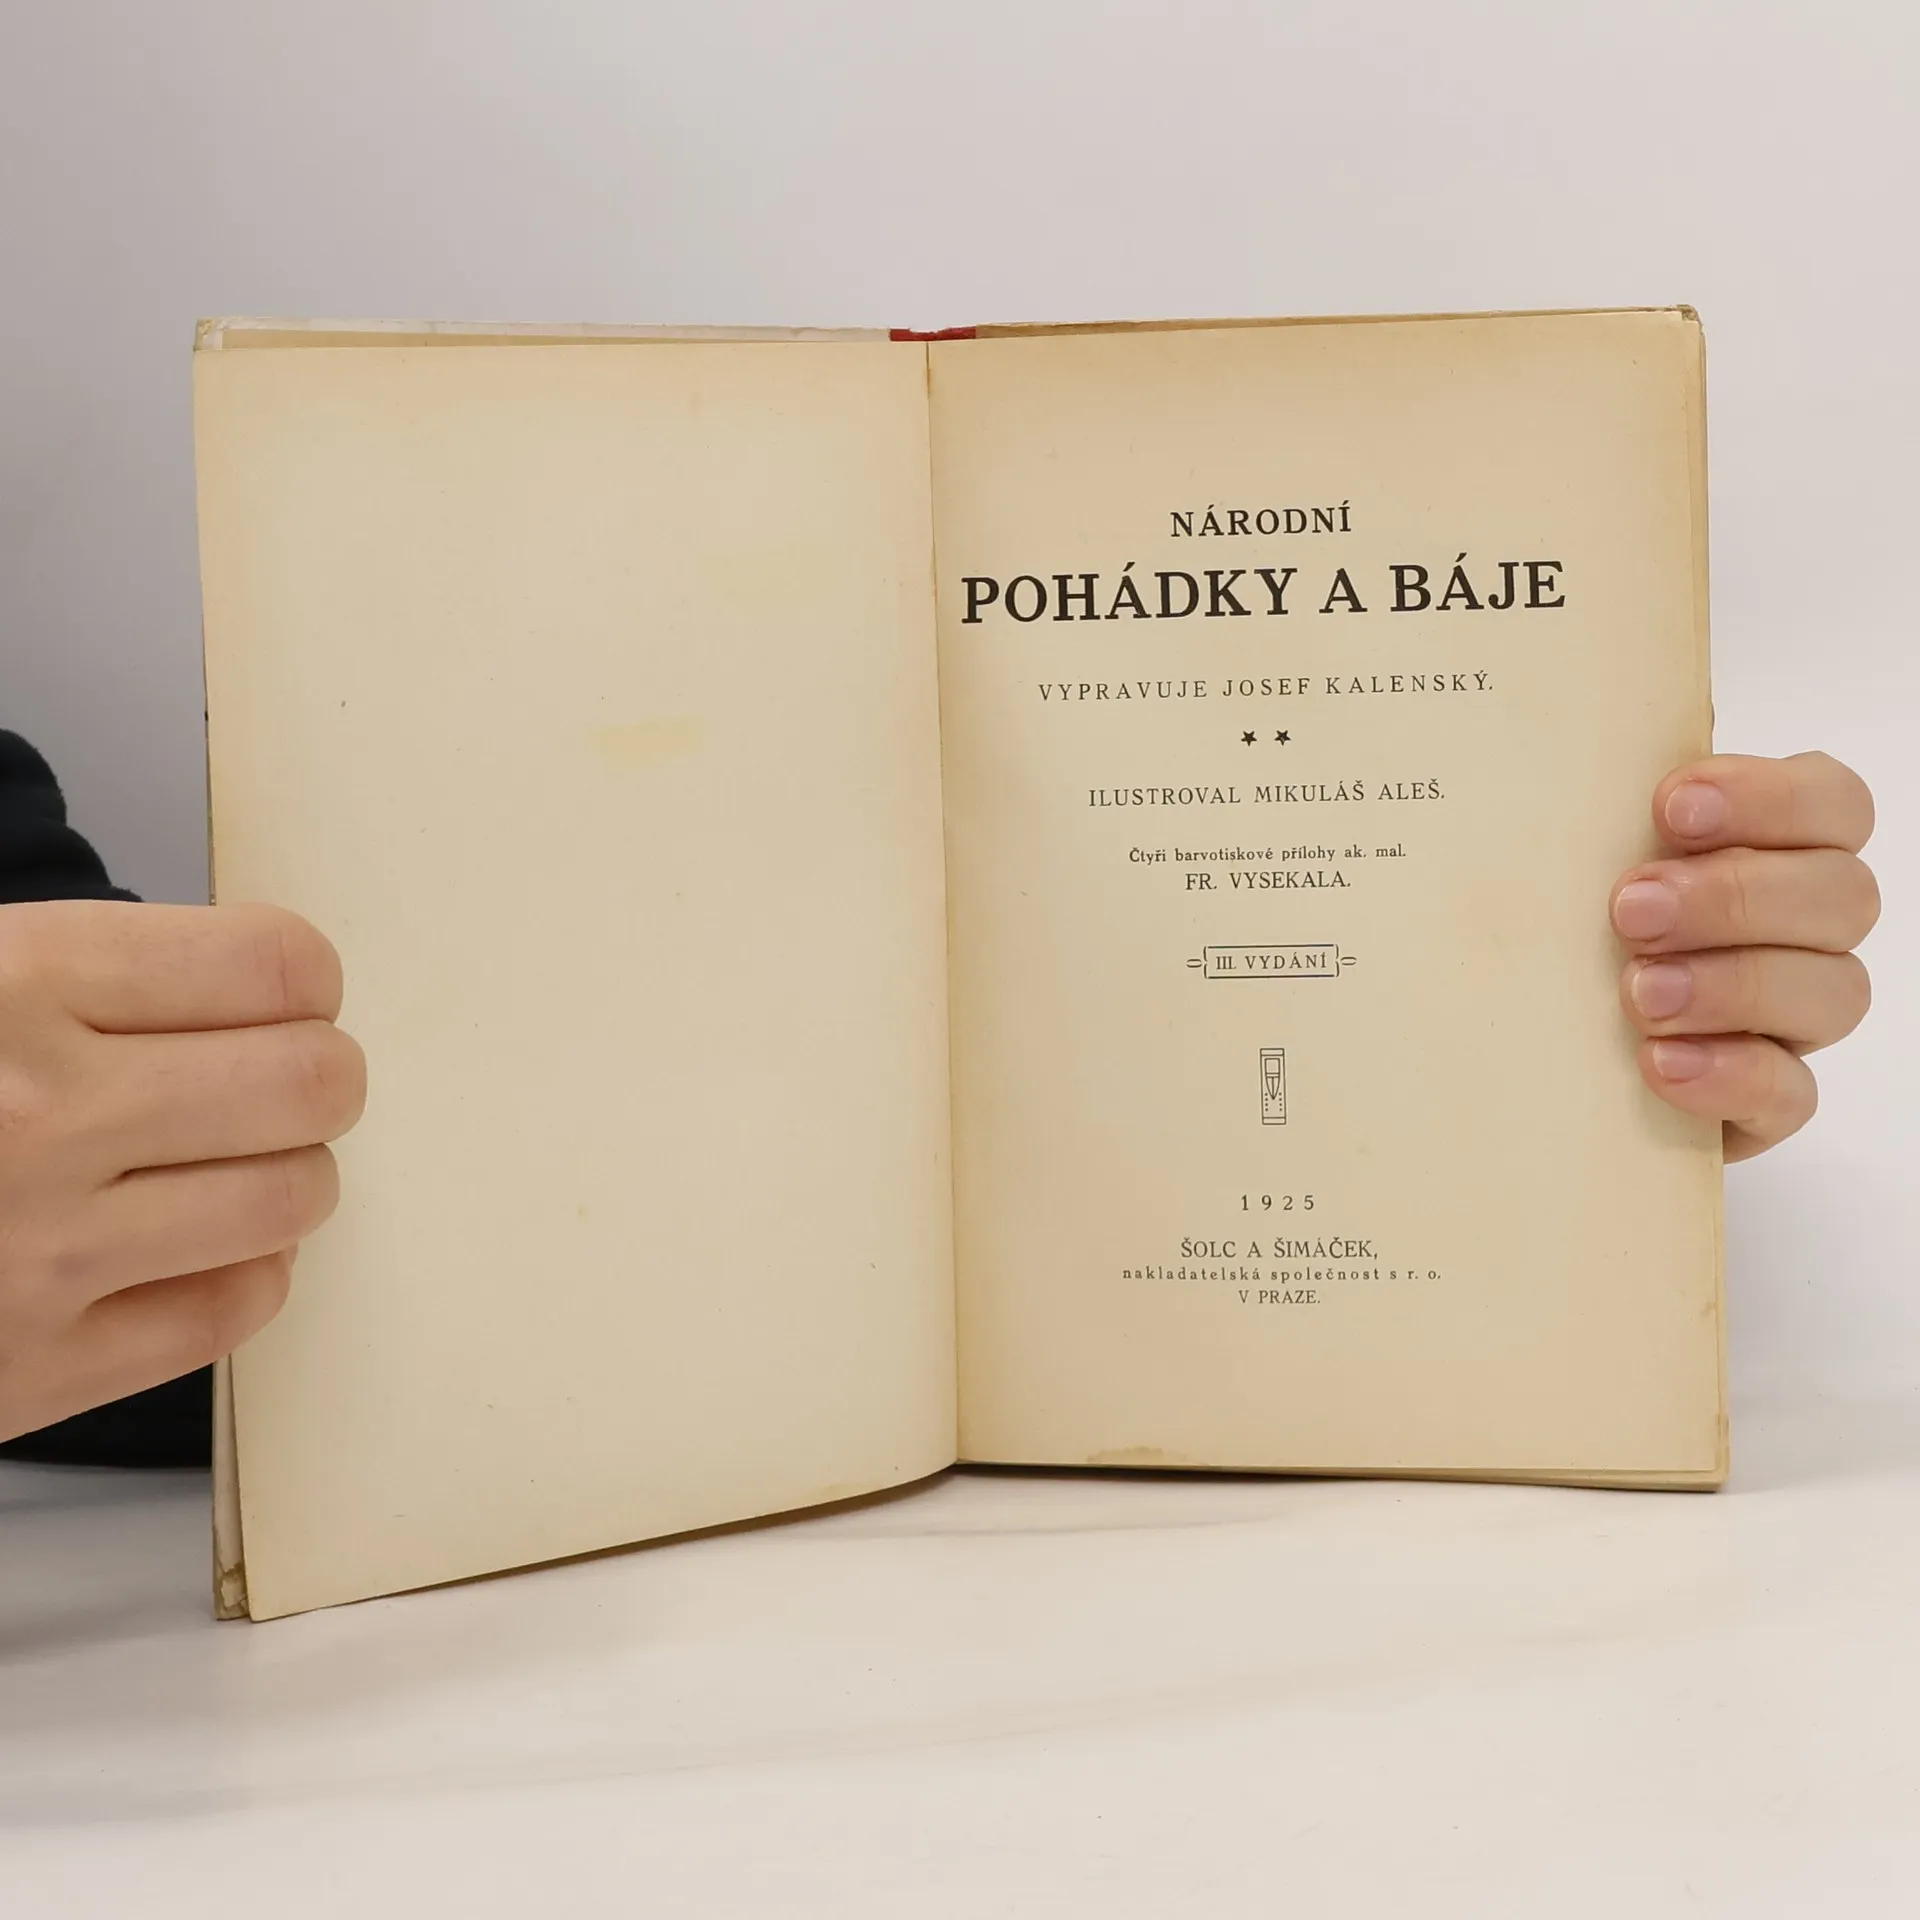 NÁRODNÍ
POHÁDKY A BÁJE
VYPRAVUJE JOSEF KALENSKÝ.
ILUSTROVAL MIKULÁŠ ALEŠ.
Čtyři barvotiskové přílohy ak. mal.
FR. VYSEKALA.
III. VYDÁNÍ
1925
ŠOLC A ŠIMÁČEK,
nakladatelská společnost s r. o.
V PRAZE.